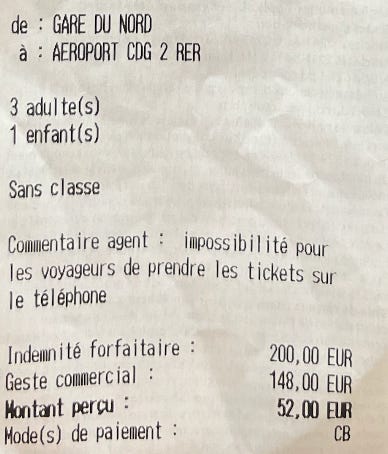 de : GARE DU NORD
à : AEROPORT CDG 2 RER
3 adulte(s)
1 enfant(s)
Sans classe
Commentaire agent : impossibilité pour
les voyageurs de prendre les tickets sur
le téléphone
Indemnité forfaitaire : 200,00 EUR
Geste commercial : 148,00 EUR
Montant perçu : 52,00 EUR
Mode(s) de paiement : CB